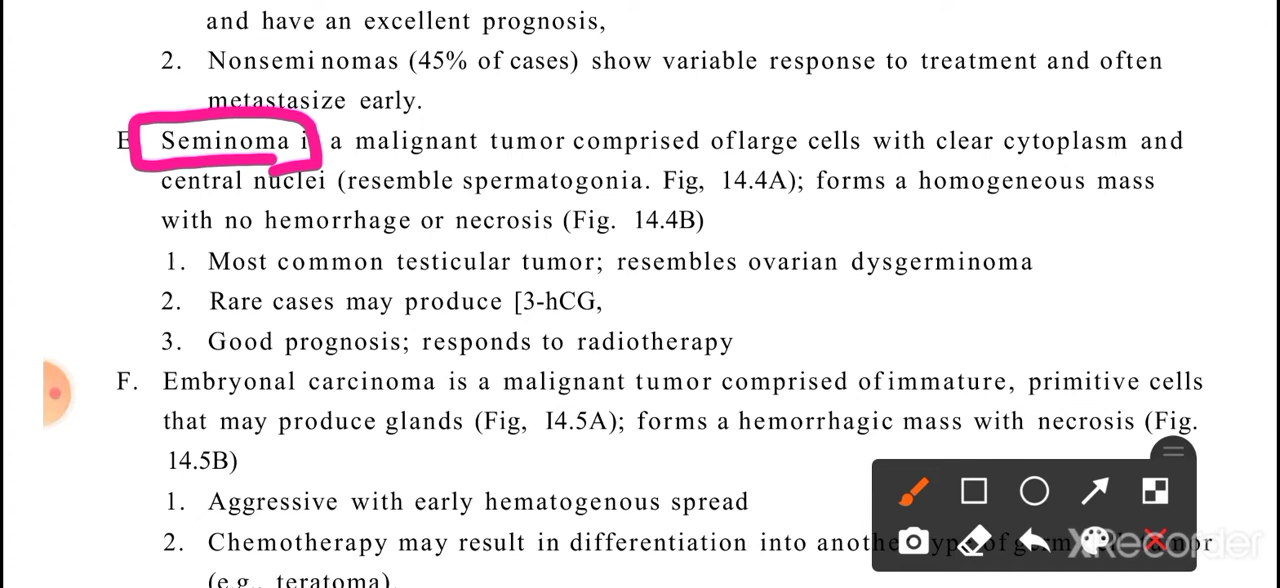 and have an excellent prognosis,
2. Nonseminomas (45% of cases) show variable response to treatment and often
metastasize early.
E Seminoma i a malignant tumor comprised oflarge cells with clear cytoplasm and
central nuclei (resemble spermatogonia. Fig, 14.4A); forms a homogeneous mass
with no hemorrhage or necrosis (Fig. 14.4B)
1. Most common testicular tumor; resembles ovarian dysgerminoma
2. Rare cases may produce [3-hCG,
3. Good prognosis; responds to radiotherapy
F. Embryonal carcinoma is a malignant tumor comprised ofimmature, primitive cells
that may produce glands (Fig, I4.5A); forms a hemorrhagic mass with necrosis (Fig.
14.5B)
1. Aggressive with early hematogenous spread
2. Chemotherapy may result in differentiation into another of
(e.g., teratoma).
XRecorder